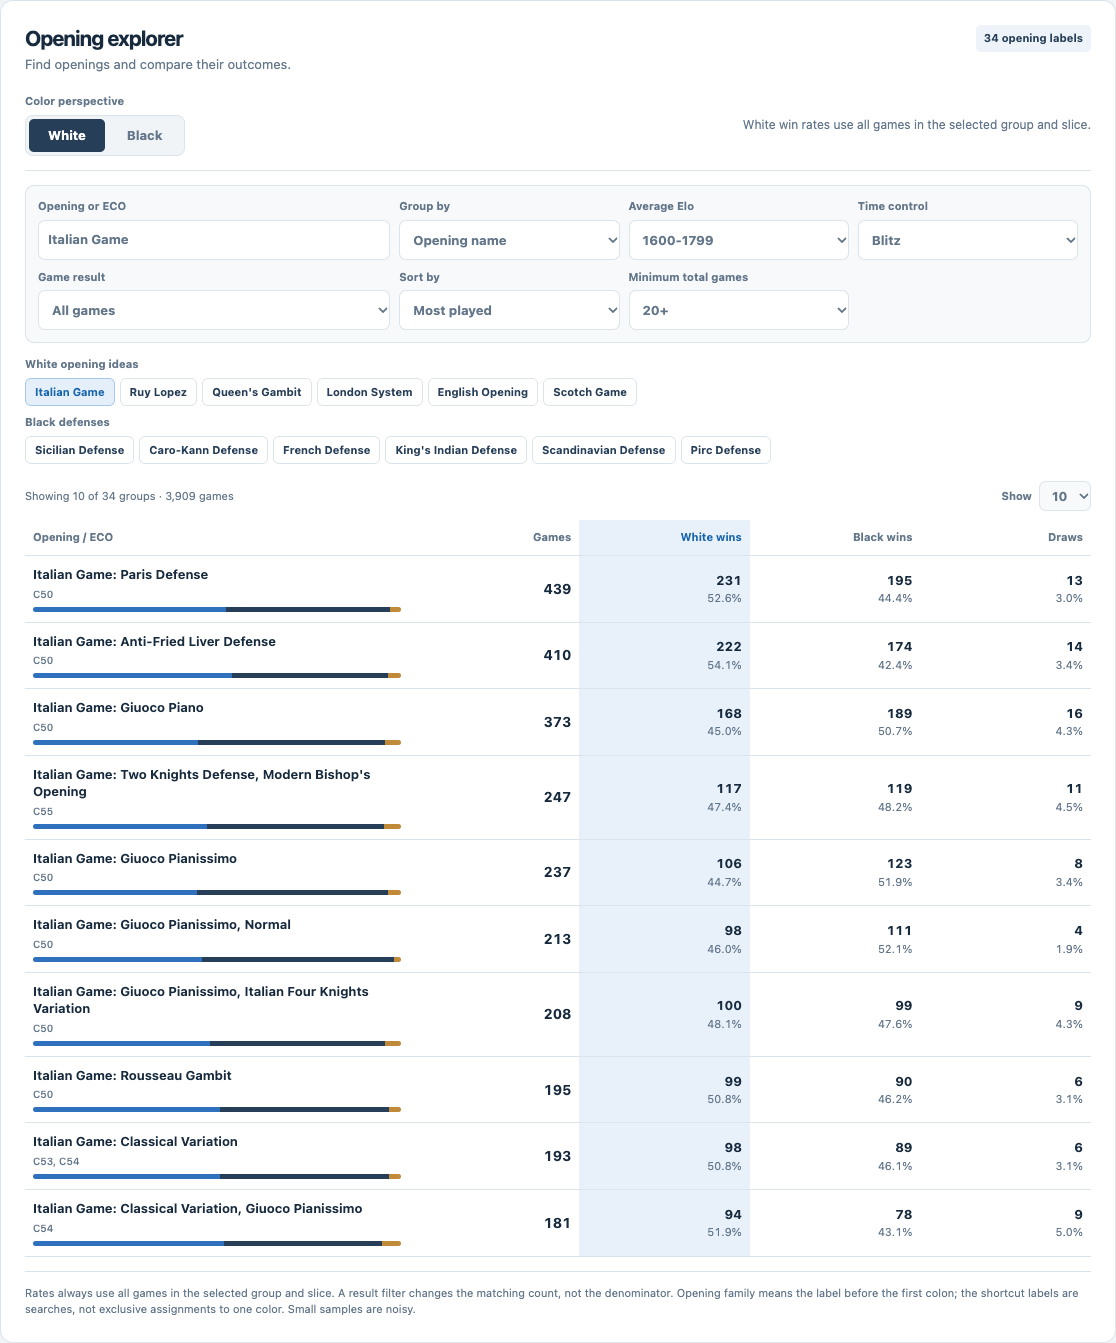 Opening explorer
34 opening labels
Find openings and compare their outcomes.
Color perspective
White
Black
White win rates use all games in the selected group and slice.
Opening or ECO
Group by
Average Elo
Time control
Italian Game
Opening name
1600-1799
Blitz
Game result
Sort by
Minimum total games
All games
Most played
20+
White opening ideas
Italian Game
Ruy Lopez
Queen's Gambit
London System
English Opening
Scotch Game
Black defenses
Sicilian Defense
Caro-Kann Defense
French Defense
King's Indian Defense
Scandinavian Defense
Pirc Defense
Showing 10 of 34 groups · 3,909 games
Show
10
Opening / ECO
Games
White wins
Black wins
Draws
Italian Game: Paris Defense
C50
439
231
52.6%
195
44.4%
13
3.0%
Italian Game: Anti-Fried Liver Defense
C50
410
222
54.1%
174
42.4%
14
3.4%
Italian Game: Giuoco Piano
C50
373
168
45.0%
189
50.7%
16
4.3%
Italian Game: Two Knights Defense, Modern Bishop's
Opening
C55
247
117
47.4%
119
48.2%
11
4.5%
Italian Game: Giuoco Pianissimo
C50
237
106
44.7%
123
51.9%
8
3.4%
Italian Game: Giuoco Pianissimo, Normal
C50
213
98
46.0%
111
52.1%
4
1.9%
Italian Game: Giuoco Pianissimo, Italian Four Knights
Variation
C50
208
100
48.1%
99
47.6%
9
4.3%
Italian Game: Rousseau Gambit
C50
195
99
50.8%
90
46.2%
6
3.1%
Italian Game: Classical Variation
C53, C54
193
98
50.8%
89
46.1%
6
3.1%
Italian Game: Classical Variation, Giuoco Pianissimo
C54
181
94
51.9%
78
43.1%
9
5.0%
Rates always use all games in the selected group and slice. A result filter changes the matching count, not the denominator. Opening family means the label before the first colon; the shortcut labels are
searches, not exclusive assignments to one color. Small samples are noisy.